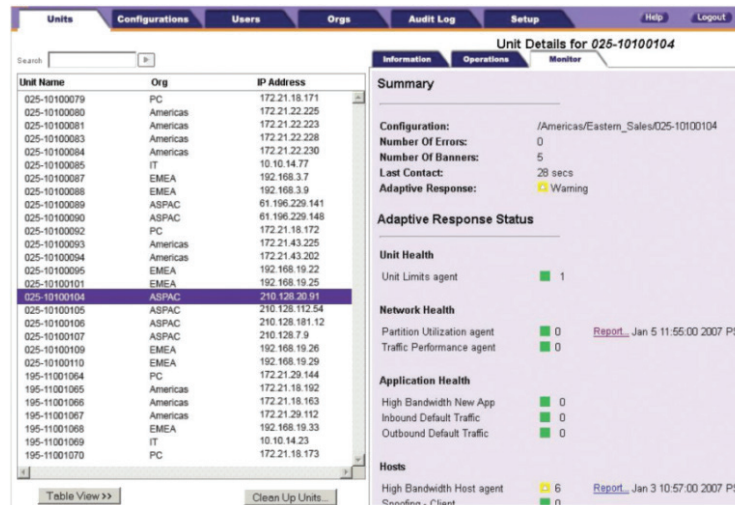 Units Configurations Users Orgs Audit Log Setup Help Logout
Unit Details for 025-10100104
Search
Information Operations Monitor
Unit Name Org IP Address
025-10100079 PC 172.21.18.171
025-10100080 Americas 172.21.22.225
025-10100081 Americas 172.21.22.223
025-10100083 Americas 172.21.22.228
025-10100084 Americas 172.21.22.230
025-10100085 IT 10.10.14.77
025-10100087 EMEA 192.168.3.7
025-10100088 EMEA 192.168.3.9
025-10100089 ASPAC 61.196.229.141
025-10100090 ASPAC 61.196.229.148
025-10100092 PC 172.21.18.172
025-10100093 Americas 172.21.43.225
025-10100094 Americas 172.21.43.202
025-10100095 EMEA 192.168.19.22
025-10100101 EMEA 192.168.19.25
025-10100104 ASPAC 210.128.20.91
025-10100105 ASPAC 210.128.112.54
025-10100106 ASPAC 210.128.181.12
025-10100107 ASPAC 210.128.7.9
025-10100109 EMEA 192.168.19.26
025-10100110 EMEA 192.168.19.29
195-11001064 PC 172.21.29.144
195-11001065 Americas 172.21.18.192
195-11001066 Americas 172.21.18.163
195-11001067 Americas 172.21.29.112
195-11001068 EMEA 192.168.19.33
195-11001069 IT 10.10.14.23
195-11001070 PC 172.21.18.173
Table View >> Clean Up Units...
Summary
Configuration: /Americas/Eastern_Sales/025-10100104
Number Of Errors: 0
Number Of Banners: 5
Last Contact: 28 secs
Adaptive Response: Warning
Adaptive Response Status
Unit Health
Unit Limits agent 1
Network Health
Partition Utilization agent 0 Report... Jan 5 11:55:00 2007 PS
Traffic Performance agent 0
Application Health
High Bandwidth New App 0
Inbound Default Traffic 0
Outbound Default Traffic 0
Hosts
High Bandwidth Host agent 6 Report... Jan 3 10:57:00 2007 PS
Spoofing - Client 0